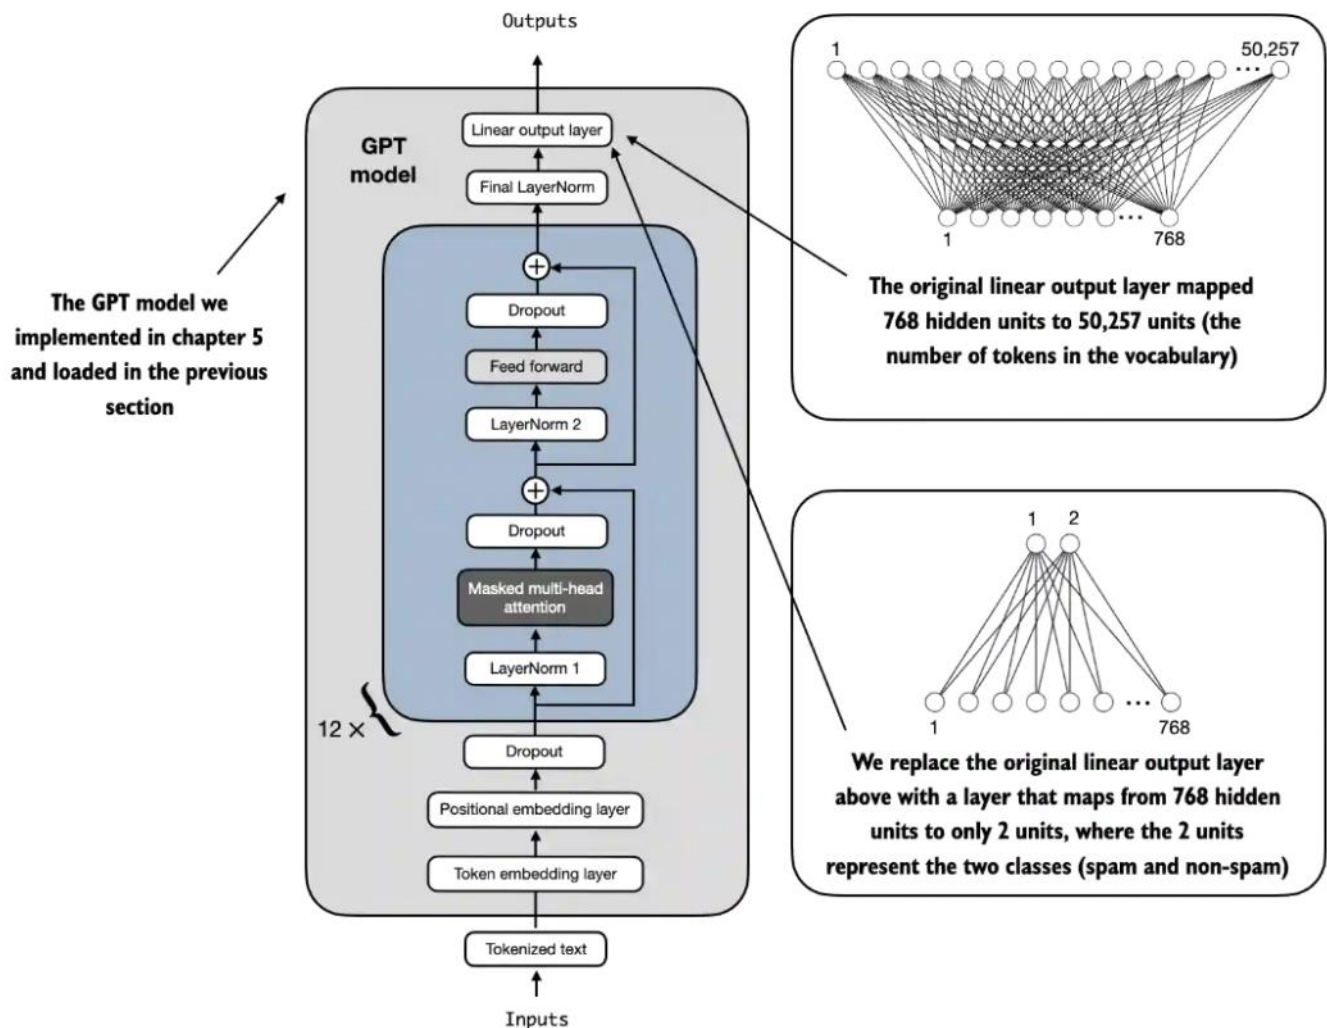 Outputs
GPT
model
Linear output layer
Final LayerNorm
Dropout
Feed forward
LayerNorm 2
Dropout
Masked multi-head
attention
LayerNorm 1
12 ×
Dropout
Positional embedding layer
Token embedding layer
Tokenized text
Inputs
The GPT model we
implemented in chapter 5
and loaded in the previous
section
1 50,257
...
1 768
...
The original linear output layer mapped
768 hidden units to 50,257 units (the
number of tokens in the vocabulary)
1 2
...
1 768
We replace the original linear output layer
above with a layer that maps from 768 hidden
units to only 2 units, where the 2 units
represent the two classes (spam and non-spam)